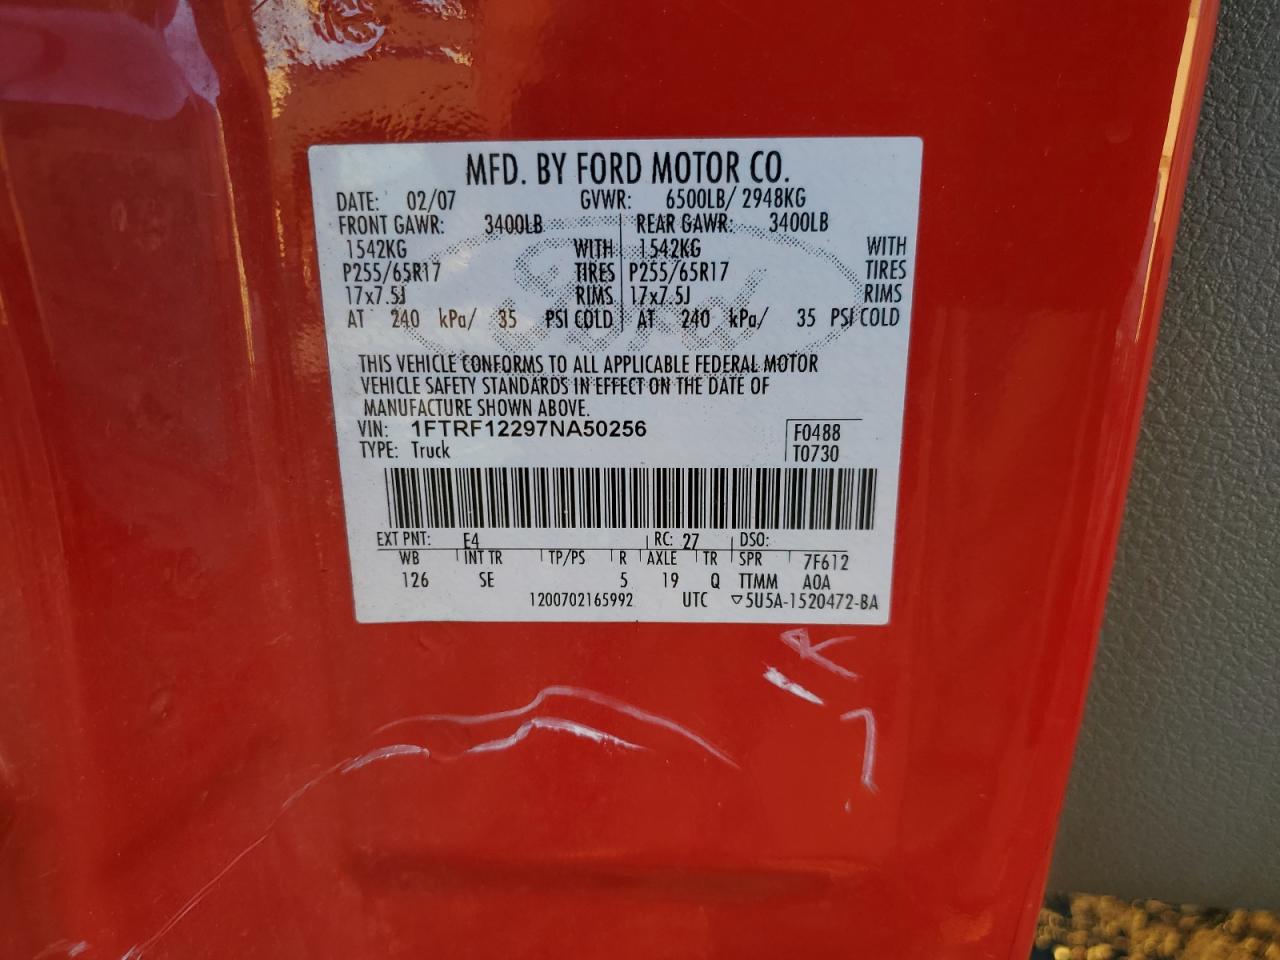 MFD. BY FORD MOTOR CO.
DATE: 02/07 GVWR: 6500LB/ 2948KG
FRONT GAWR: 3400LB REAR GAWR: 3400LB
1542KG WITH 1542KG WITH
P255/65R17 TIRES P255/65R17 TIRES
17x7.5J RIMS 17x7.5J RIMS
AT 240 kPa/ 35 PSI COLD AT 240 kPa/ 35 PSI COLD
THIS VEHICLE CONFORMS TO ALL APPLICABLE FEDERAL MOTOR
VEHICLE SAFETY STANDARDS IN EFFECT ON THE DATE OF
MANUFACTURE SHOWN ABOVE.
VIN: 1FTRF12297NA50256 F0488
TYPE: Truck T0730
EXT PNT: E4 RC: 27 DSO:
WB INT TR TP/PS R AXLE TR SPR 7F612
126 SE 5 19 Q TTMM A0A
1200702165992 UTC ▽5U5A-1520472-BA
Ford